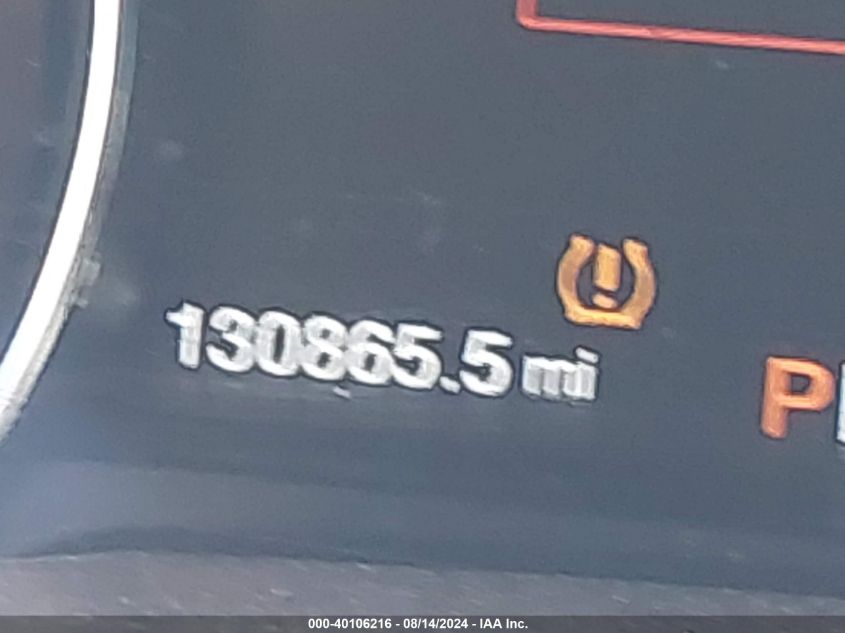 130865.5 mi
P
000-40106216 - 08/14/2024 - IAA Inc.